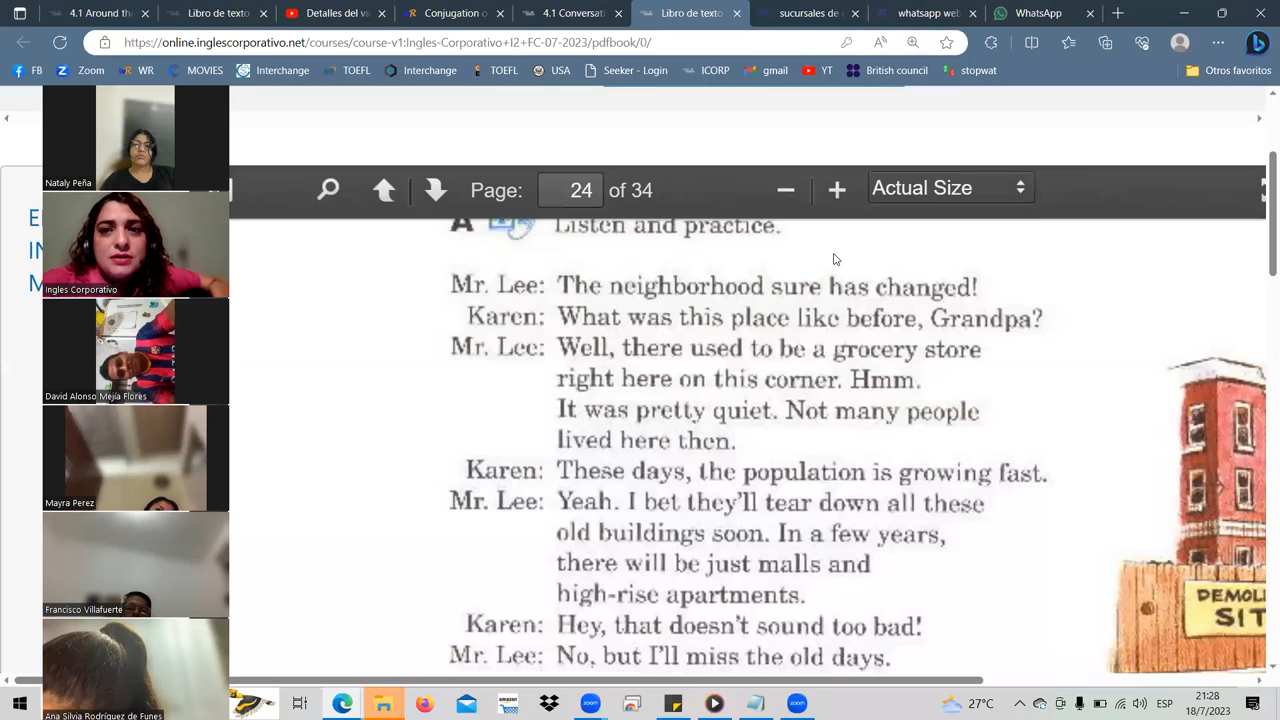 4.1 Libro de texto
Libro de texto
Detalles del vi
Conjugation o
4.1 Conversati
Libro de texto
sucursales de
whatsapp web
WhatsApp
https://online.inglescorporativo.net/courses/course-v1:Ingles-Corporativo+I2+FC-07-2023/pdfbook/0/
FB Zoom WR MOVIES Interchange TOEFL Interchange TOEFL USA Seeker - Login ICORP gmail YT British council stopwat Otros favoritos
Page: 24 of 34 Actual Size
A Listen and practice.
Mr. Lee: The neighborhood sure has changed!
Karen: What was this place like before, Grandpa?
Mr. Lee: Well, there used to be a grocery store
right here on this corner. Hmm.
It was pretty quiet. Not many people
lived here then.
Karen: These days, the population is growing fast.
Mr. Lee: Yeah. I bet they'll tear down all these
old buildings soon. In a few years,
there will be just malls and
high-rise apartments.
Karen: Hey, that doesn't sound too bad!
Mr. Lee: No, but I'll miss the old days.
DEMOL
SIT
Nataly Peña
Ingles Corporativo
David Alonso Mejía Flores
Mayra Perez
Francisco Villafuerte
Ana Silvia Rodríguez de Funes
27°C ESP 21:28
18/7/2023